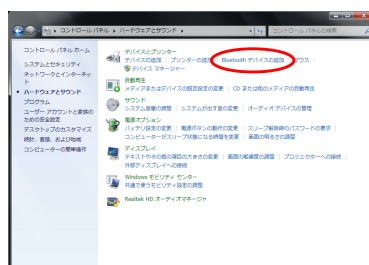 コントロール パネル ▸ ハードウェアとサウンド ▸
コントロール パネルの検索
コントロール パネル ホーム
システムとセキュリティ
ネットワークとインターネット
ハードウェアとサウンド
プログラム
ユーザー アカウントと家族のための安全設定
デスクトップのカスタマイズ
時計、言語、および地域
コンピューターの簡単操作
デバイスとプリンター
デバイスの追加 | プリンターの追加 | Bluetooth デバイスの追加 | マウス |
デバイス マネージャー
自動再生
メディアまたはデバイスの既定設定の変更 | CD または他のメディアの自動再生
サウンド
システム音量の調整 | システムが出す音の変更 | オーディオ デバイスの管理
電源オプション
バッテリ設定の変更 | 電源ボタンの動作の変更 | スリープ解除時のパスワードの要求 |
コンピューターがスリープ状態になる時間を変更 | 画面の明るさの調整
ディスプレイ
テキストやその他の項目の大きさの変更 | 画面の解像度の調整 | プロジェクターへの接続 |
外部ディスプレイへの接続
Windows モビリティ センター
共通で使うモビリティ設定の調整
Realtek HD オーディオマネージャ